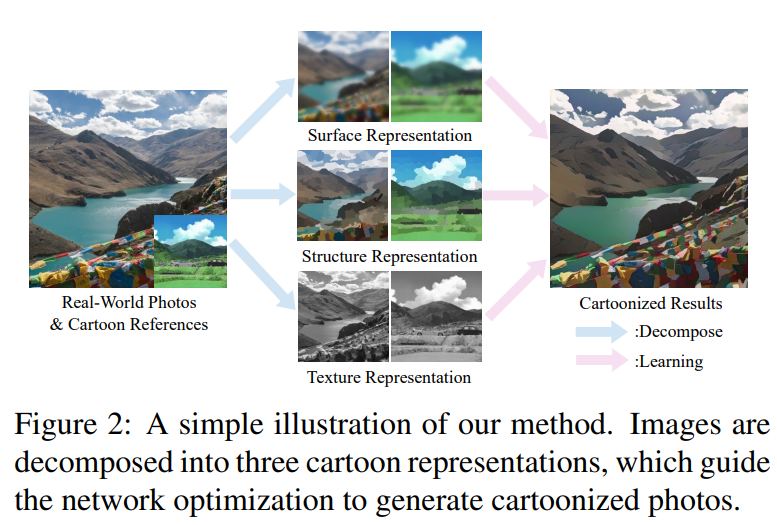 Surface Representation
Structure Representation
Texture Representation
Real-World Photos
& Cartoon References
Cartoonized Results
:Decompose
:Learning
Figure 2: A simple illustration of our method. Images are
decomposed into three cartoon representations, which guide
the network optimization to generate cartoonized photos.